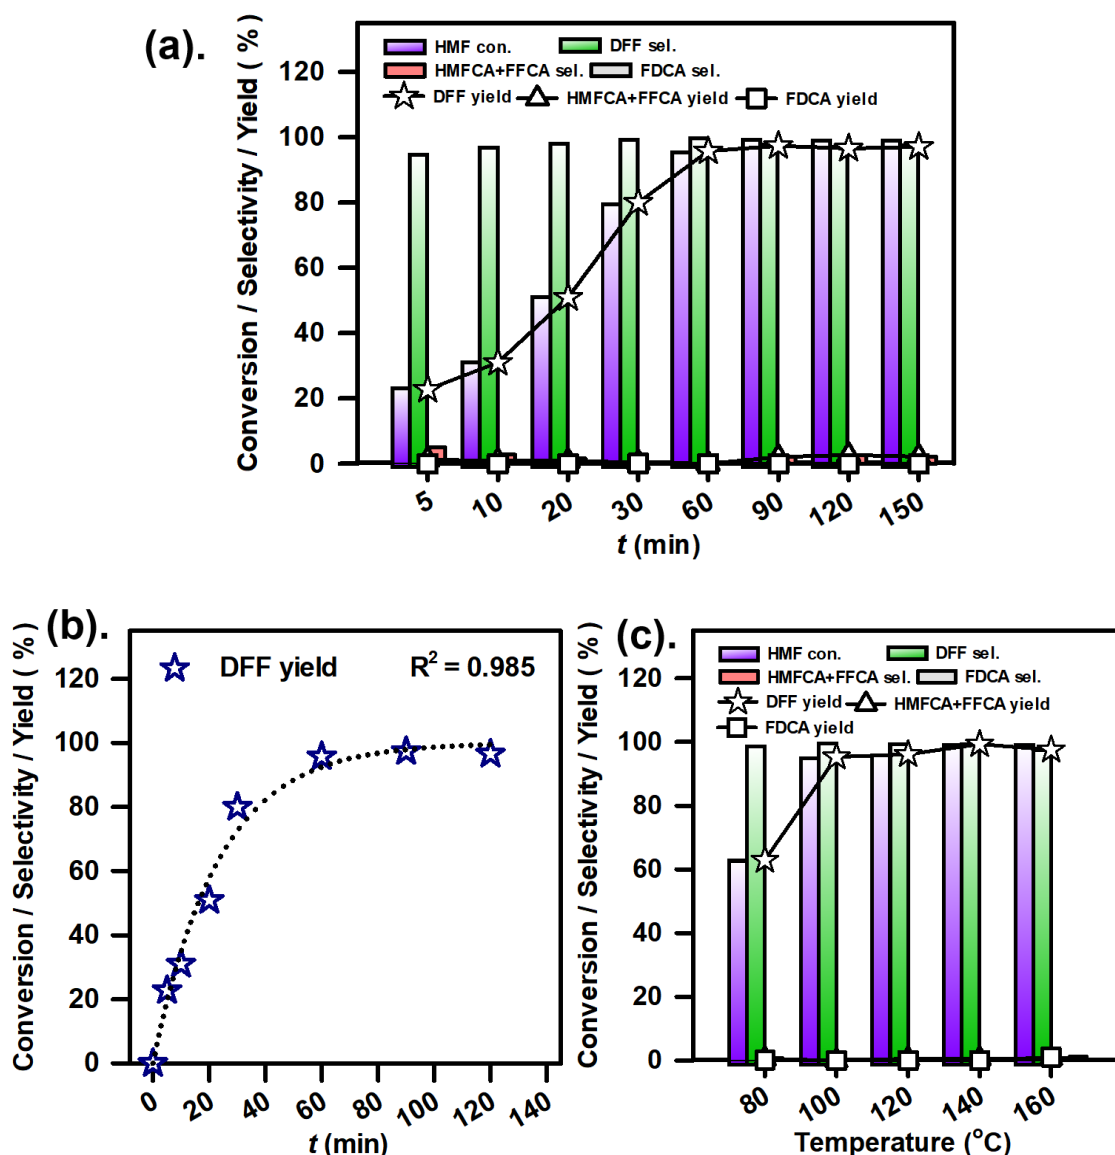 (a).
HMF con. DFF sel.
HMFCA+FFCA sel. FDCA sel.
DFF yield HMFCA+FFCA yield FDCA yield
Conversion / Selectivity / Yield ( % )
120
100
80
60
40
20
0
5 10 20 30 60 90 120 150
t (min)
(b).
DFF yield R² = 0.985
Conversion / Selectivity / Yield ( % )
120
100
80
60
40
20
0
0 20 40 60 80 100 120 140
t (min)
(c).
HMF con. DFF sel.
HMFCA+FFCA sel. FDCA sel.
DFF yield HMFCA+FFCA yield
FDCA yield
Conversion / Selectivity / Yield ( % )
120
100
80
60
40
20
0
80 100 120 140 160
Temperature (°C)